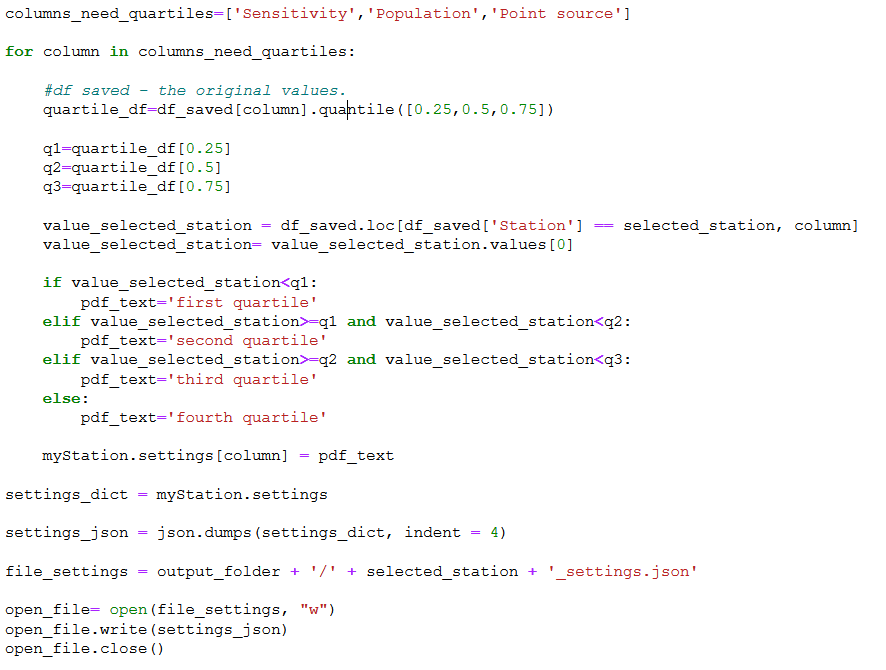 columns_need_quartiles=['Sensitivity','Population','Point source']
for column in columns_need_quartiles:
#df saved - the original values.
quartile_df=df_saved[column].quantile([0.25,0.5,0.75])
q1=quartile_df[0.25]
q2=quartile_df[0.5]
q3=quartile_df[0.75]
value_selected_station = df_saved.loc[df_saved['Station'] == selected_station, column]
value_selected_station= value_selected_station.values[0]
if value_selected_station<q1:
pdf_text='first quartile'
elif value_selected_station>=q1 and value_selected_station<q2:
pdf_text='second quartile'
elif value_selected_station>=q2 and value_selected_station<q3:
pdf_text='third quartile'
else:
pdf_text='fourth quartile'
myStation.settings[column] = pdf_text
settings_dict = myStation.settings
settings_json = json.dumps(settings_dict, indent = 4)
file_settings = output_folder + '/' + selected_station + '_settings.json'
open_file= open(file_settings, "w")
open_file.write(settings_json)
open_file.close()